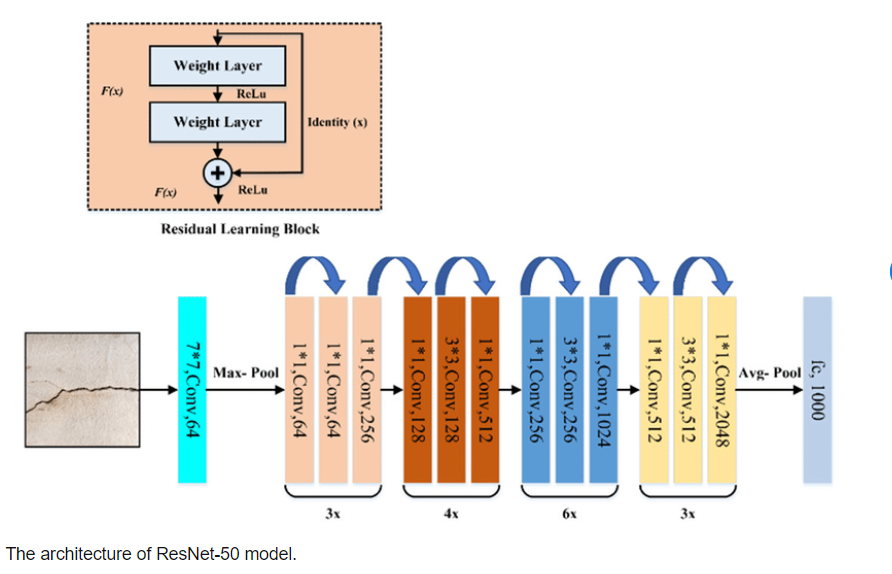 Weight Layer
F(x)
ReLu
Weight Layer
Identity (x)
+
F(x)
ReLu
Residual Learning Block
7*7,Conv,64
Max- Pool
1*1,Conv,64
1*1,Conv,64
1*1,Conv,256
1*1,Conv,128
3*3,Conv,128
1*1,Conv,512
1*1,Conv,256
3*3,Conv,256
1*1,Conv,1024
1*1,Conv,512
3*3,Conv,512
1*1,Conv,2048
Avg- Pool
fc, 1000
3x
4x
6x
3x
The architecture of ResNet-50 model.